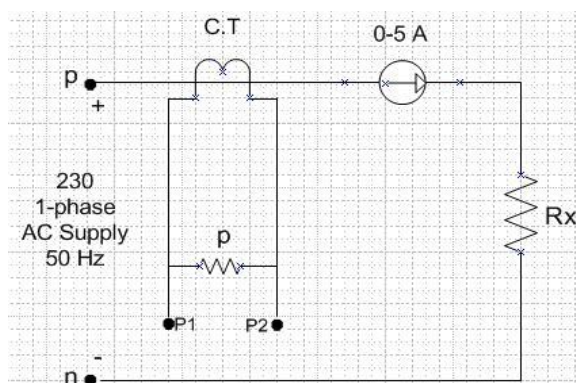 C.T
0-5 A
p
+
230
1-phase
AC Supply
50 Hz
p
Rx
P1
P2
-
n